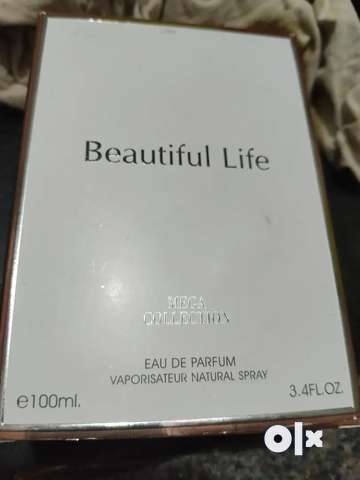 Beautiful Life
MEGA
COLLECTION
EAU DE PARFUM
VAPORISATEUR NATURAL SPRAY
e100ml.
3.4FL.OZ.
olx